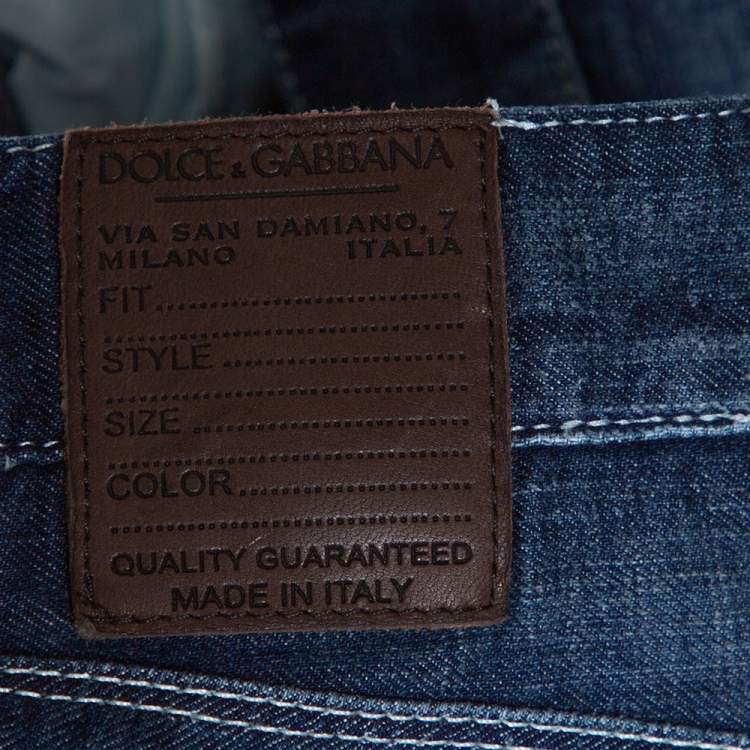 DOLCE & GABBANA
VIA SAN DAMIANO, 7
MILANO ITALIA
FIT
STYLE
SIZE
COLOR
QUALITY GUARANTEED
MADE IN ITALY